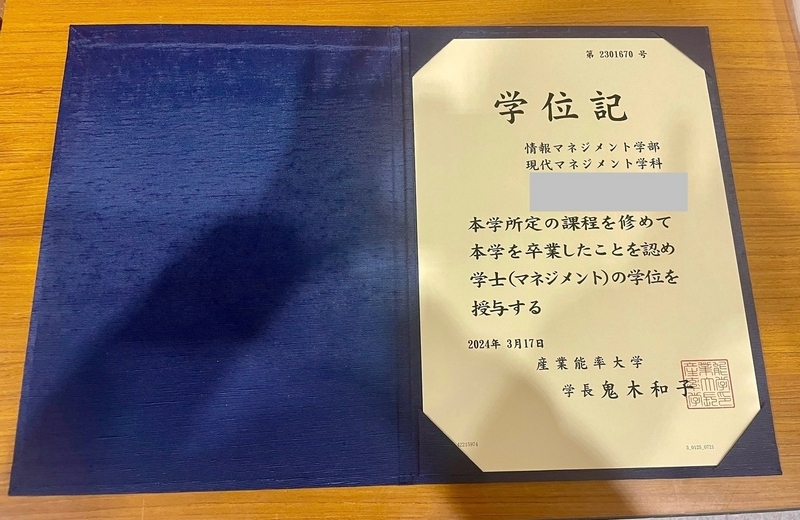 第 2301670 号
学位記
情報マネジメント学部
現代マネジメント学科
本学所定の課程を修めて
本学を卒業したことを認め
学士(マネジメント)の学位を
授与する
2024年 3月17日
産業能率大学
学長 鬼木和子
5_0125_0721